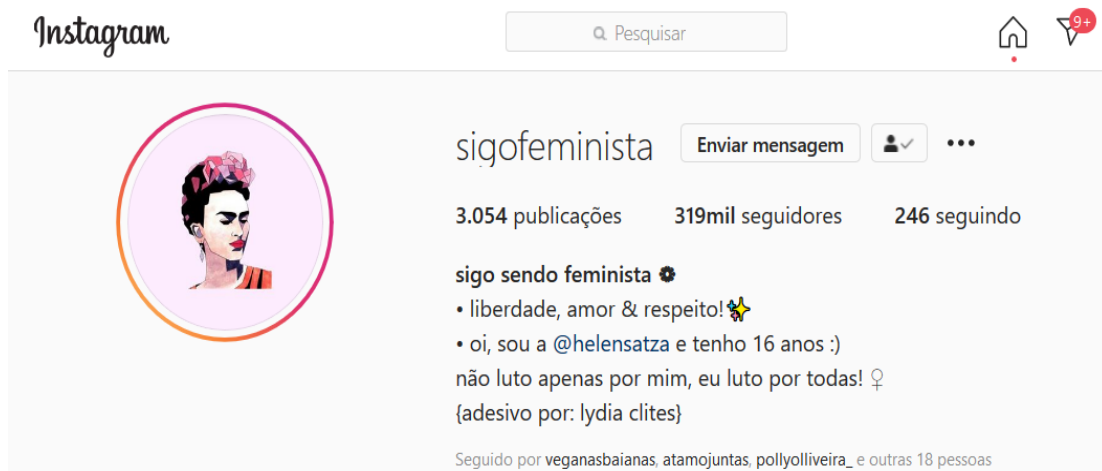 Instagram
Pesquisar
9+
sigofeminista Enviar mensagem
3.054 publicações 319mil seguidores 246 seguindo
sigo sendo feminista
• liberdade, amor & respeito!✨
• oi, sou a @helensatza e tenho 16 anos :)
não luto apenas por mim, eu luto por todas! ♀
{adesivo por: lydia clites}
Seguido por veganasbaianas, atamojuntas, pollyolliveira_ e outras 18 pessoas